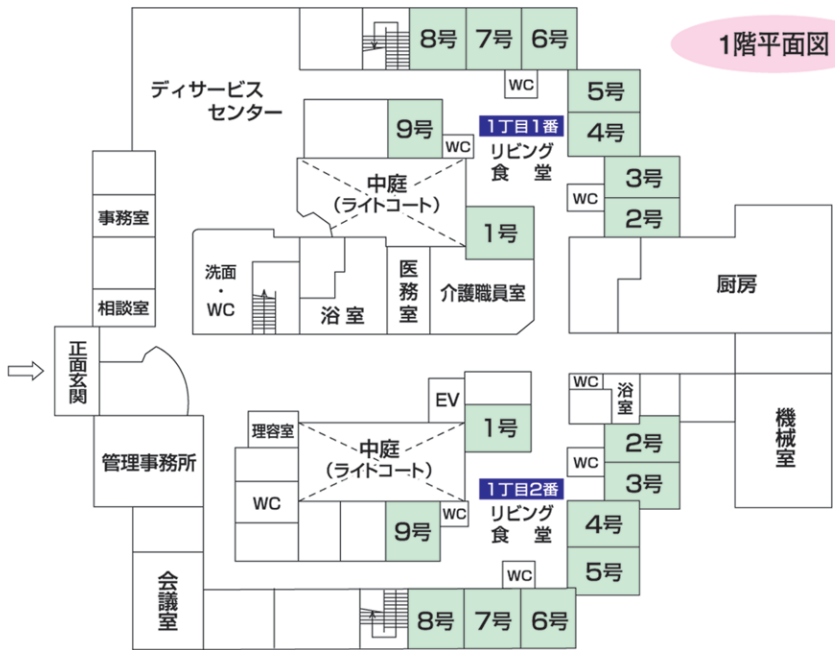 1階平面図
8号
7号
6号
WC
5号
4号
ディサービス
センター
9号
WC
1丁目1番
リビング
食 堂
中庭
(ライトコート)
3号
WC
2号
事務室
1号
洗面
・
WC
浴 室
医
務
室
介護職員室
厨房
相談室
正
面
玄
関
EV
WC
浴
室
理容室
1号
2号
機
械
室
中庭
(ライトコート)
管理事務所
WC
3号
1丁目2番
リビング
食 堂
WC
9号
WC
4号
5号
WC
会
議
室
8号
7号
6号